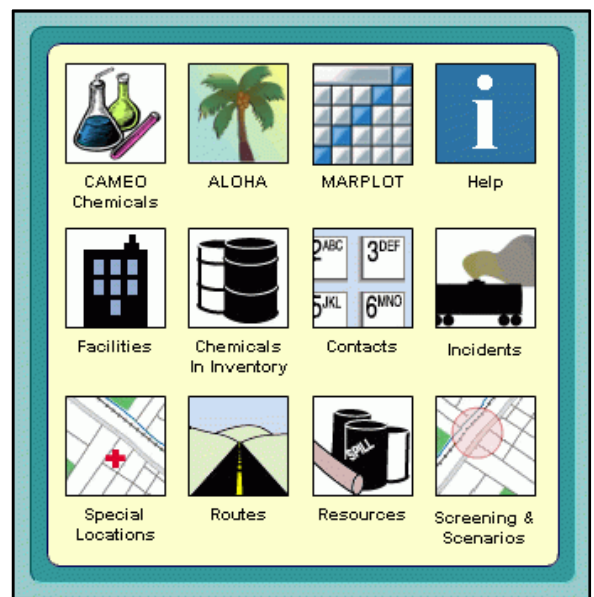 CAMEO
Chemicals
ALOHA
MARPLOT
i
Help
Facilities
Chemicals
In Inventory
2ABC 3DEF
5JKL 6MNO
Contacts
Incidents
Special
Locations
Routes
SPILL
Resources
Screening &
Scenarios